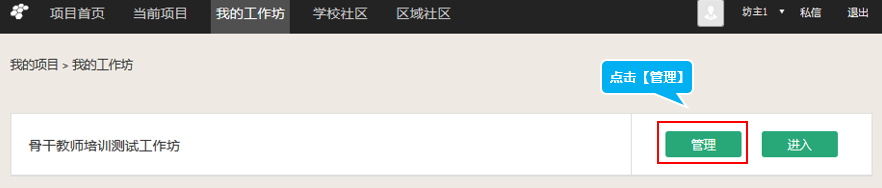 项目首页 当前项目 我的工作坊 学校社区 区域社区 坊主1 私信 退出
我的项目 > 我的工作坊
点击【管理】
骨干教师培训测试工作坊 管理 进入